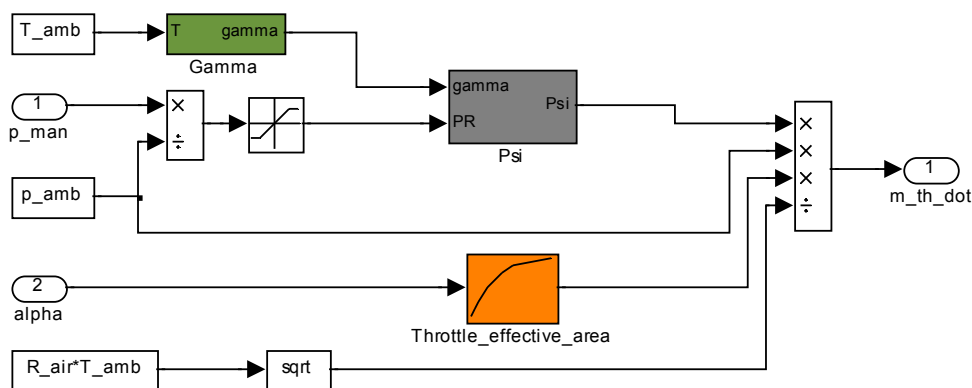 T_amb
T
gamma
Gamma
1
p_man
×
÷
gamma
PR
Psi
Psi
p_amb
×
×
×
÷
1
m_th_dot
2
alpha
Throttle_effective_area
R_air*T_amb
sqrt